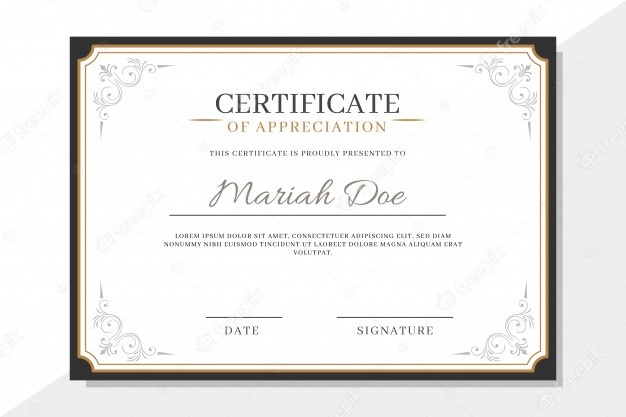 CERTIFICATE
OF APPRECIATION
THIS CERTIFICATE IS PROUDLY PRESENTED TO
Mariah Doe
LOREM IPSUM DOLOR SIT AMET, CONSECTETUER ADIPISCING ELIT, SED DIAM
NONUMMY NIBH EUISMOD TINCIDUNT UT LAOREET DOLORE MAGNA ALIQUAM ERAT
VOLUTPAT.
DATE
SIGNATURE
freepik